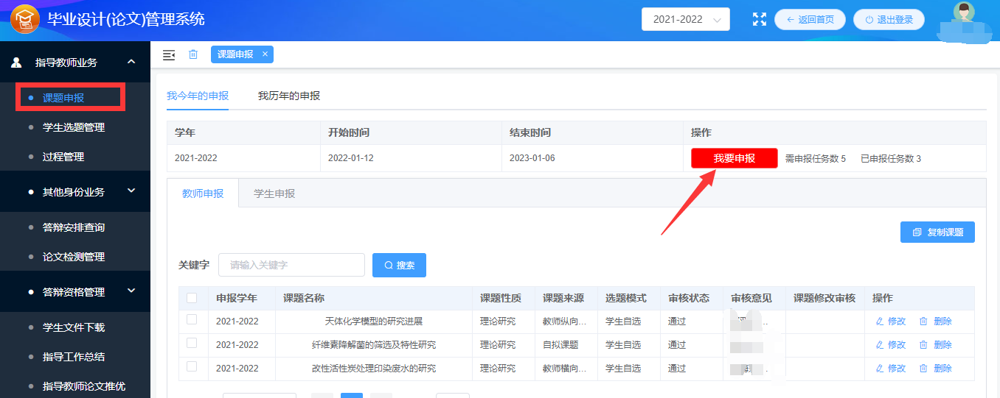 毕业设计(论文)管理系统
2021-2022
返回首页
退出登录
指导教师业务
课题申报
学生选题管理
过程管理
其他身份业务
答辩安排查询
论文检测管理
答辩资格管理
学生文件下载
指导工作总结
指导教师论文推优
课题申报 ×
我今年的申报 我历年的申报
学年 开始时间 结束时间 操作
2021-2022 2022-01-12 2023-01-06 我要申报 需申报任务数 5 已申报任务数 3
教师申报 学生申报
复制课题
关键字 请输入关键字 搜索
申报学年 课题名称 课题性质 课题来源 选题模式 审核状态 审核意见 课题修改审核 操作
2021-2022 天体化学模型的研究进展 理论研究 教师纵向... 学生自选 通过 修改 删除
2021-2022 纤维素降解菌的筛选及特性研究 理论研究 自拟课题 学生自选 通过 修改 删除
2021-2022 改性活性炭处理印染废水的研究 理论研究 教师横向... 学生自选 通过 修改 删除